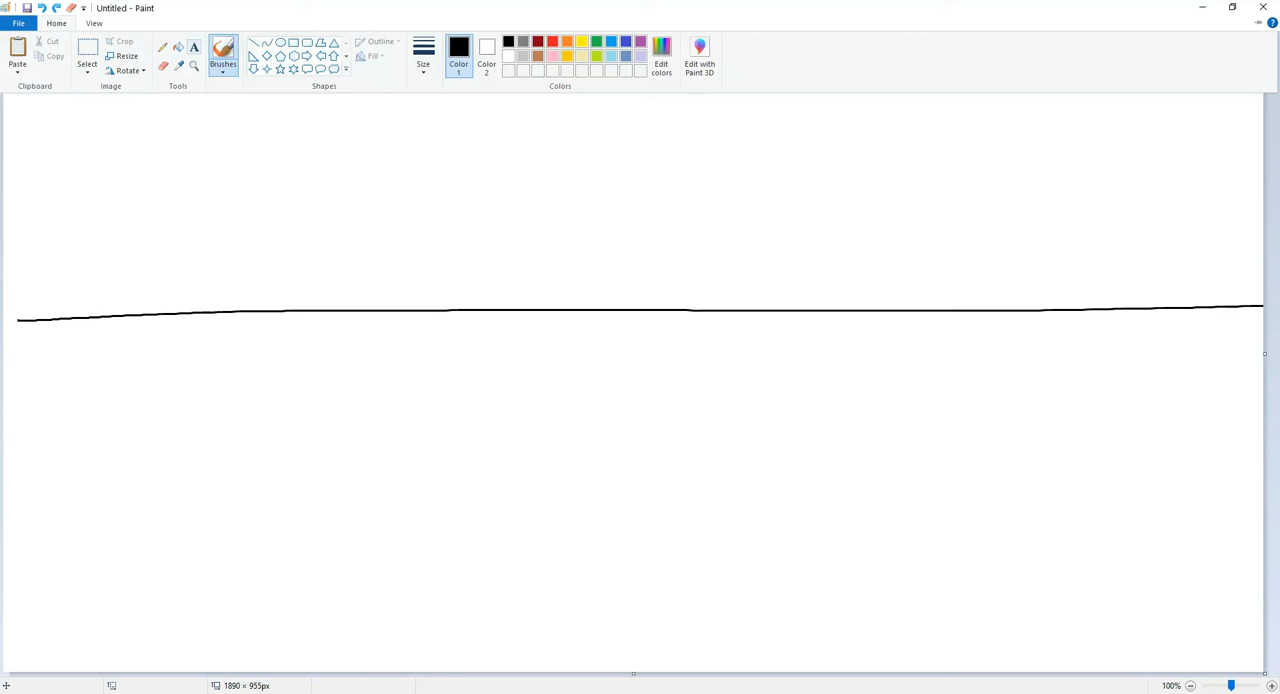 Untitled - Paint
File Home View
Paste
Cut
Copy
Clipboard
Select
Crop
Resize
Rotate
Image
A
Tools
Brushes
Shapes
Outline
Fill
Size
Color 1
Color 2
Edit colors
Colors
Edit with Paint 3D
1890 × 955px
100%